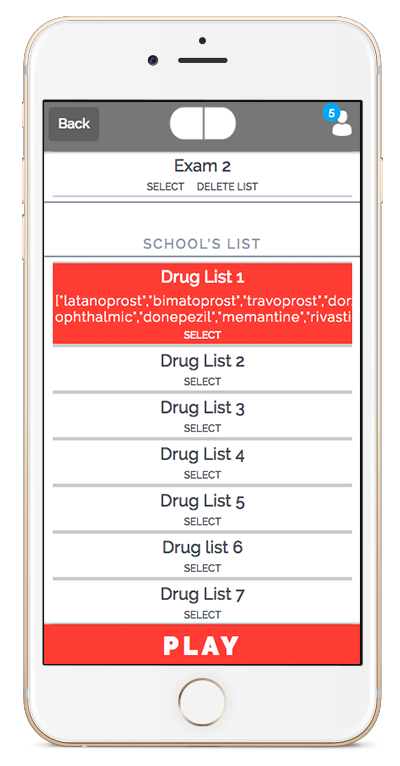 Back
5
Exam 2
SELECT DELETE LIST
SCHOOL'S LIST
Drug List 1
["latanoprost","bimatoprost","travoprost","dor
ophthalmic","donepezil","memantine","rivasti
SELECT
Drug List 2
SELECT
Drug List 3
SELECT
Drug List 4
SELECT
Drug List 5
SELECT
Drug list 6
SELECT
Drug List 7
SELECT
PLAY